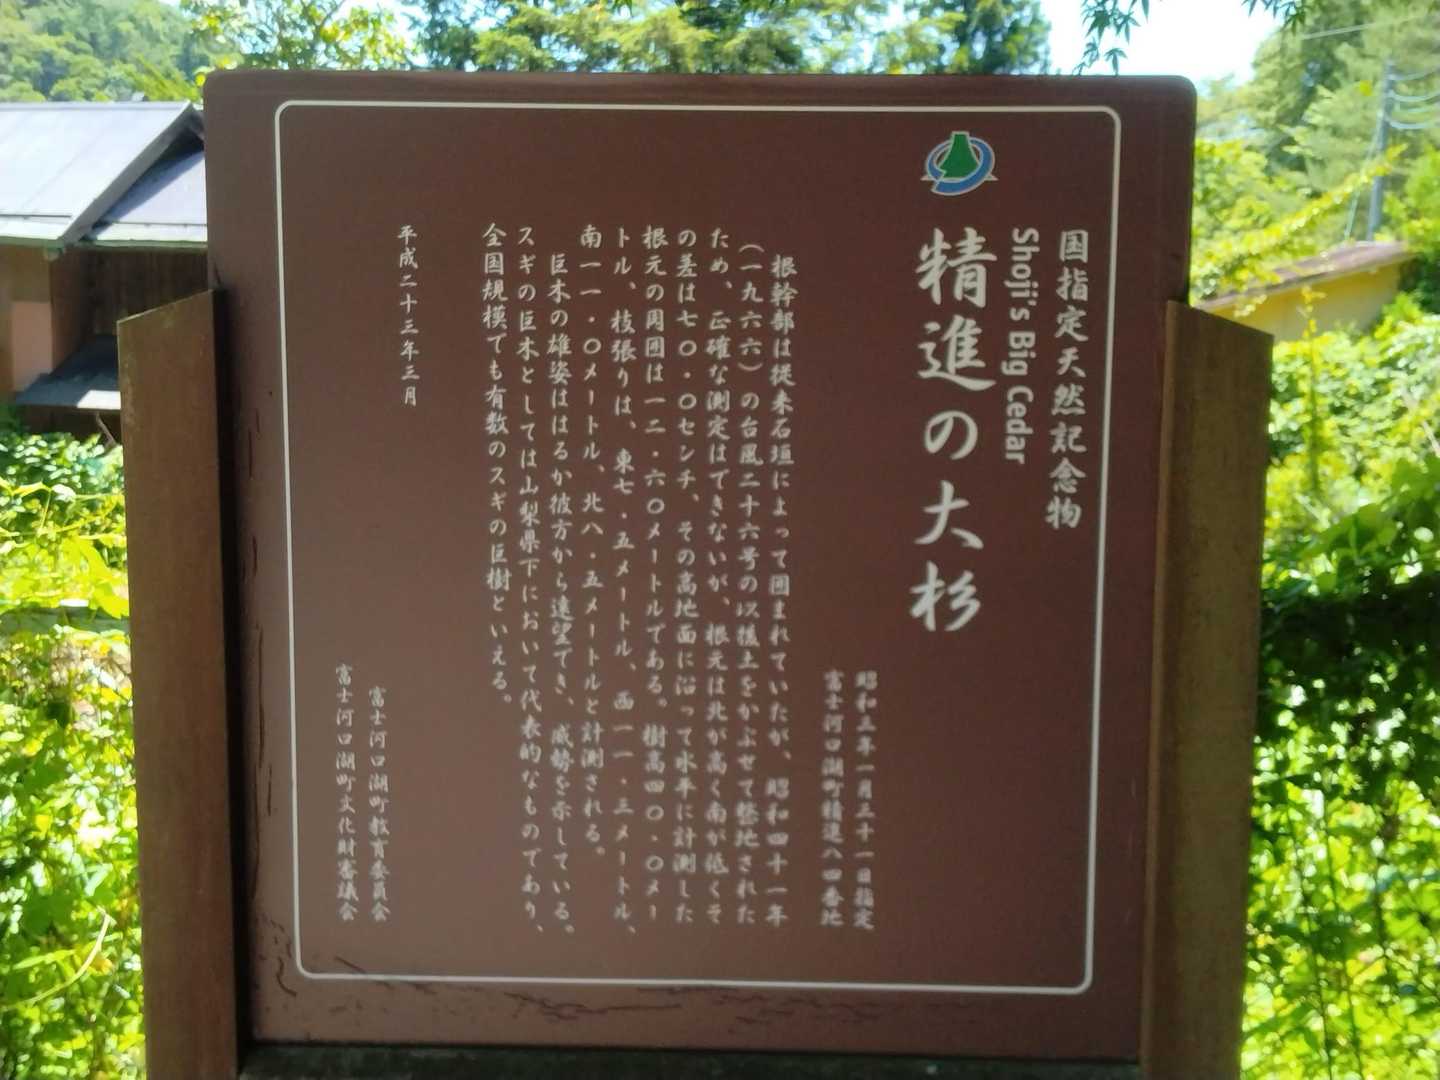 国指定天然記念物
Shoji's Big Cedar
精進の大杉
昭和五年一月三十一日指定
富士河口湖町精進八四番地
根幹部は従来石垣によって囲まれていたが、昭和四十一年
（一九六六）の台風二十六号の以後土をかぶせて整地された
ため、正確な測定はできないが、根元は北が高く南が低くそ
の差は七〇・〇センチ、その高地面に沿って水平に計測した
根元の周囲は一二・六〇メートルである。樹高四〇・〇メー
トル、枝張りは、東七・五メートル、西一一・三メートル、
南一一・〇メートル、北八・五メートルと計測される。
巨木の雄姿ははるか彼方から遠望でき、威勢を示している。
スギの巨木としては山梨県下において代表的なものであり、
全国規模でも有数のスギの巨樹といえる。
平成二十三年三月
富士河口湖町教育委員会
富士河口湖町文化財審議会